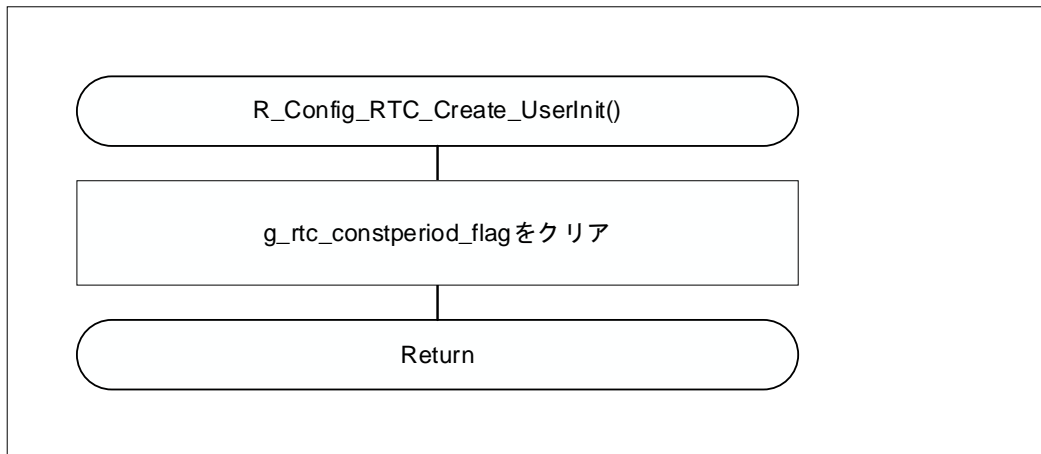 R_Config_RTC_Create_UserInit()
g_rtc_constperiod_flagをクリア
Return